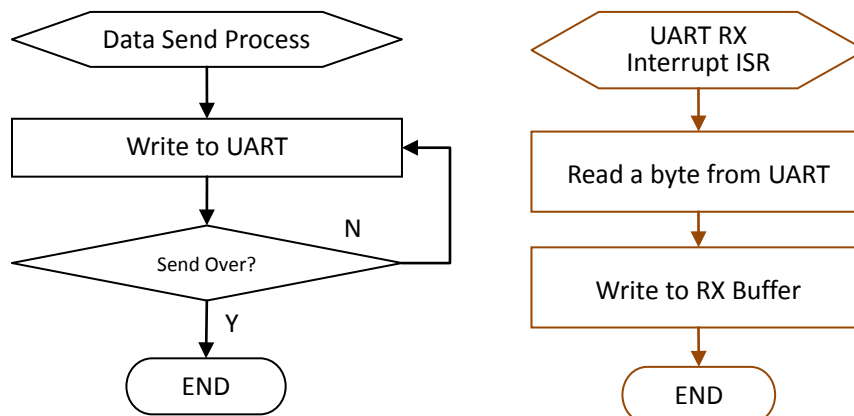 Data Send Process
Write to UART
N
Send Over?
Y
END
UART RX
Interrupt ISR
Read a byte from UART
Write to RX Buffer
END